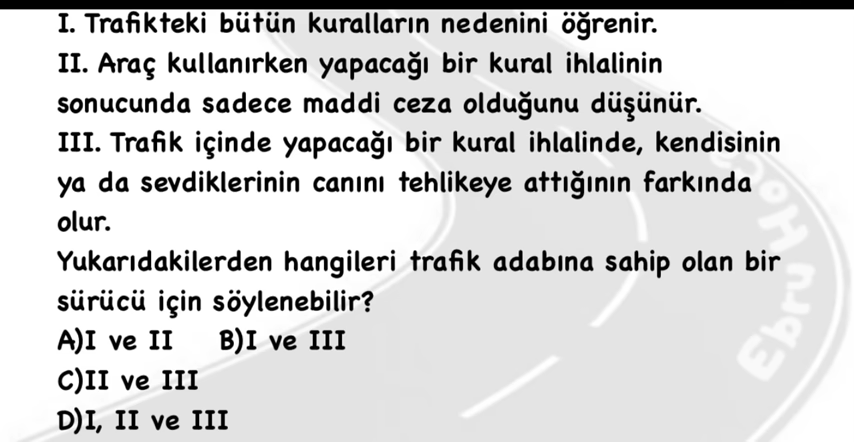 I. Trafikteki bütün kuralların nedenini öğrenir.
II. Araç kullanırken yapacağı bir kural ihlalinin
sonucunda sadece maddi ceza olduğunu düşünür.
III. Trafik içinde yapacağı bir kural ihlalinde, kendisinin
ya da sevdiklerinin canını tehlikeye attığının farkında
olur.
Yukarıdakilerden hangileri trafik adabına sahip olan bir
sürücü için söylenebilir?
A)I ve II B)I ve III
C)II ve III
D)I, II ve III
Ebru Hoca